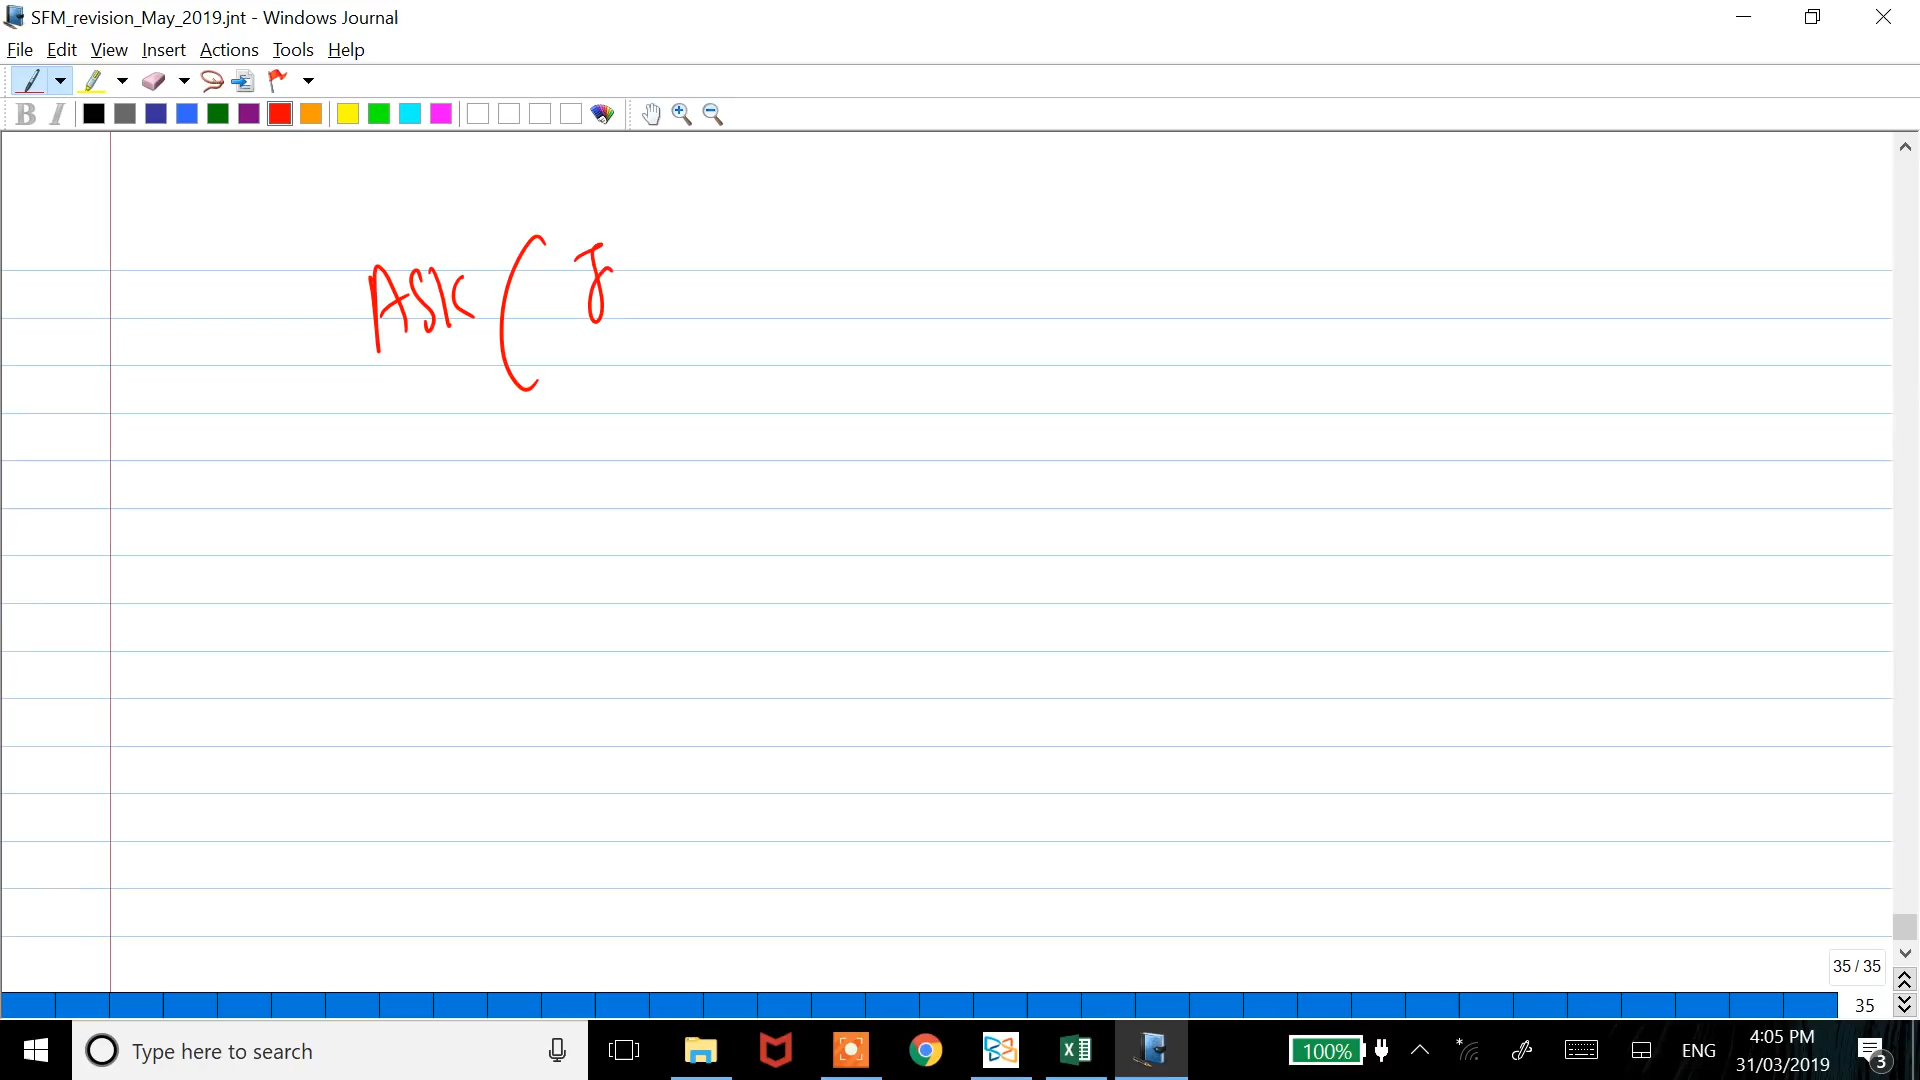 SFM_revision_May_2019.jnt - Windows Journal
File Edit View Insert Actions Tools Help
B I
Ask (
35 / 35
35
Type here to search
100% ENG 4:05 PM
31/03/2019
3